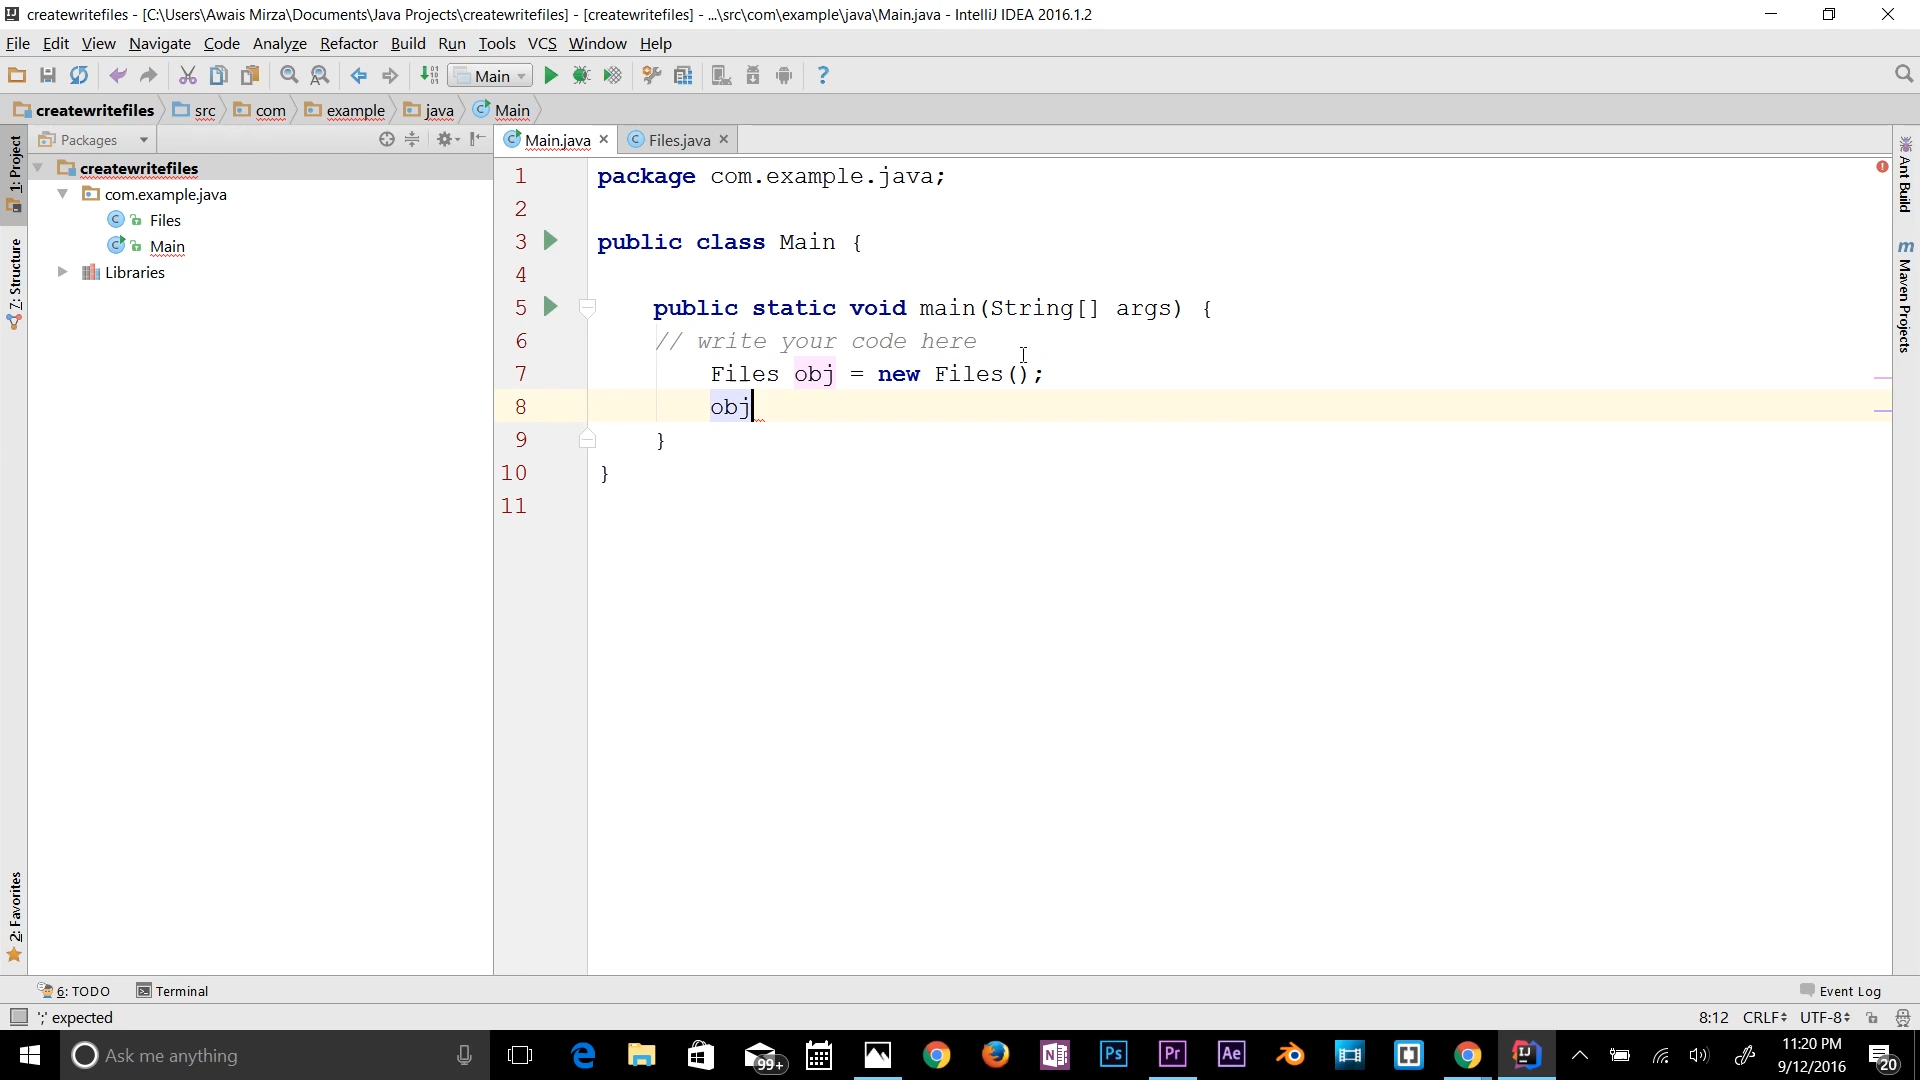 createwritefiles - [C:\Users\Awais Mirza\Documents\Java Projects\createwritefiles] - [createwritefiles] - ...\src\com\example\java\Main.java - IntelliJ IDEA 2016.1.2
File Edit View Navigate Code Analyze Refactor Build Run Tools VCS Window Help
Main
createwritefiles src com example java Main
Packages
Main.java Files.java
1: Project
7: Structure
2: Favorites
createwritefiles
com.example.java
Files
Main
Libraries
1 package com.example.java;
2
3 public class Main {
4
5 public static void main(String[] args) {
6 // write your code here
7 Files obj = new Files();
8 obj
9 }
10 }
11
Ant Build
m Maven Projects
6: TODO Terminal Event Log
';' expected 8:12 CRLF UTF-8
Ask me anything 99+ 11:20 PM
9/12/2016 20